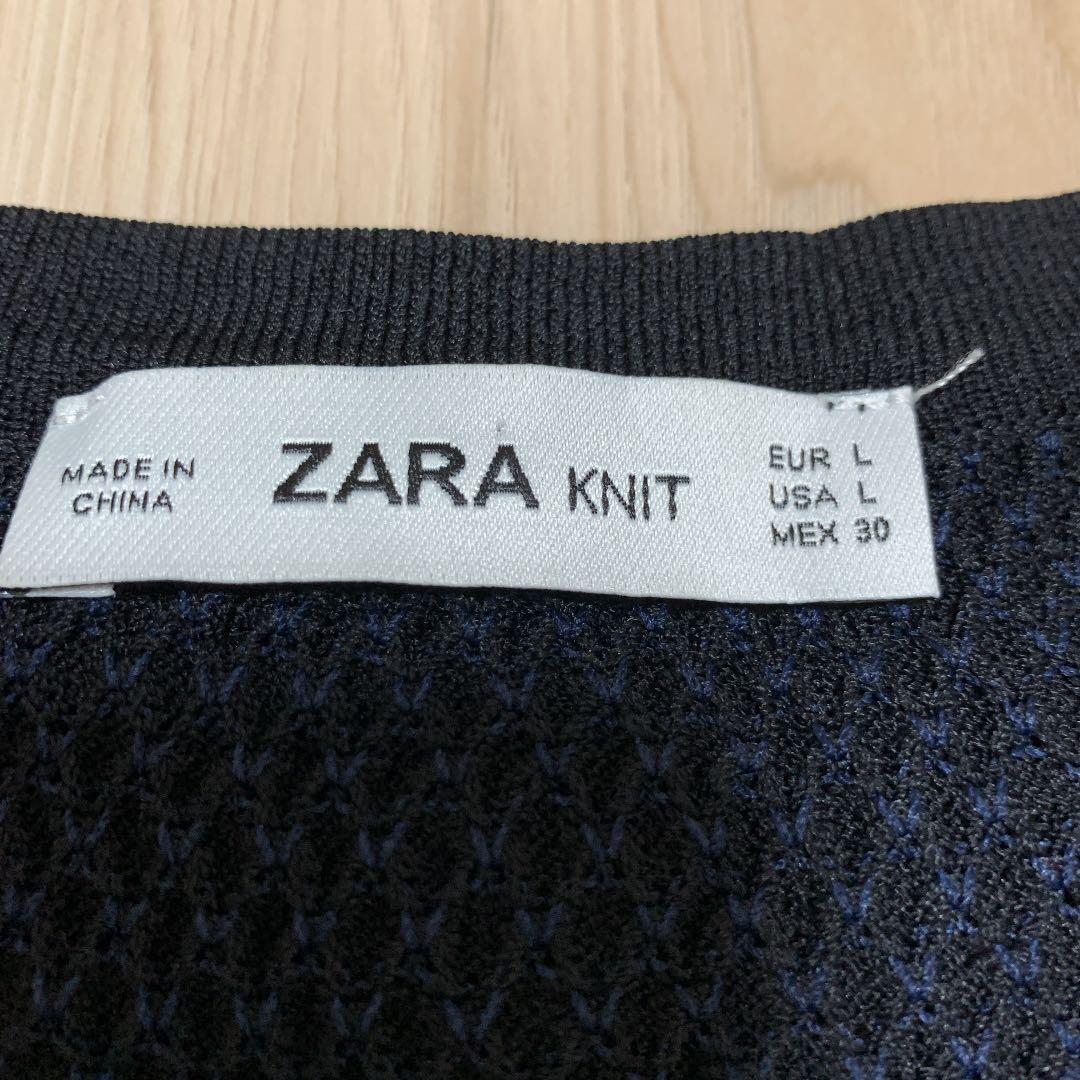 MADE IN
CHINA
ZARA KNIT
EUR L
USA L
MEX 30